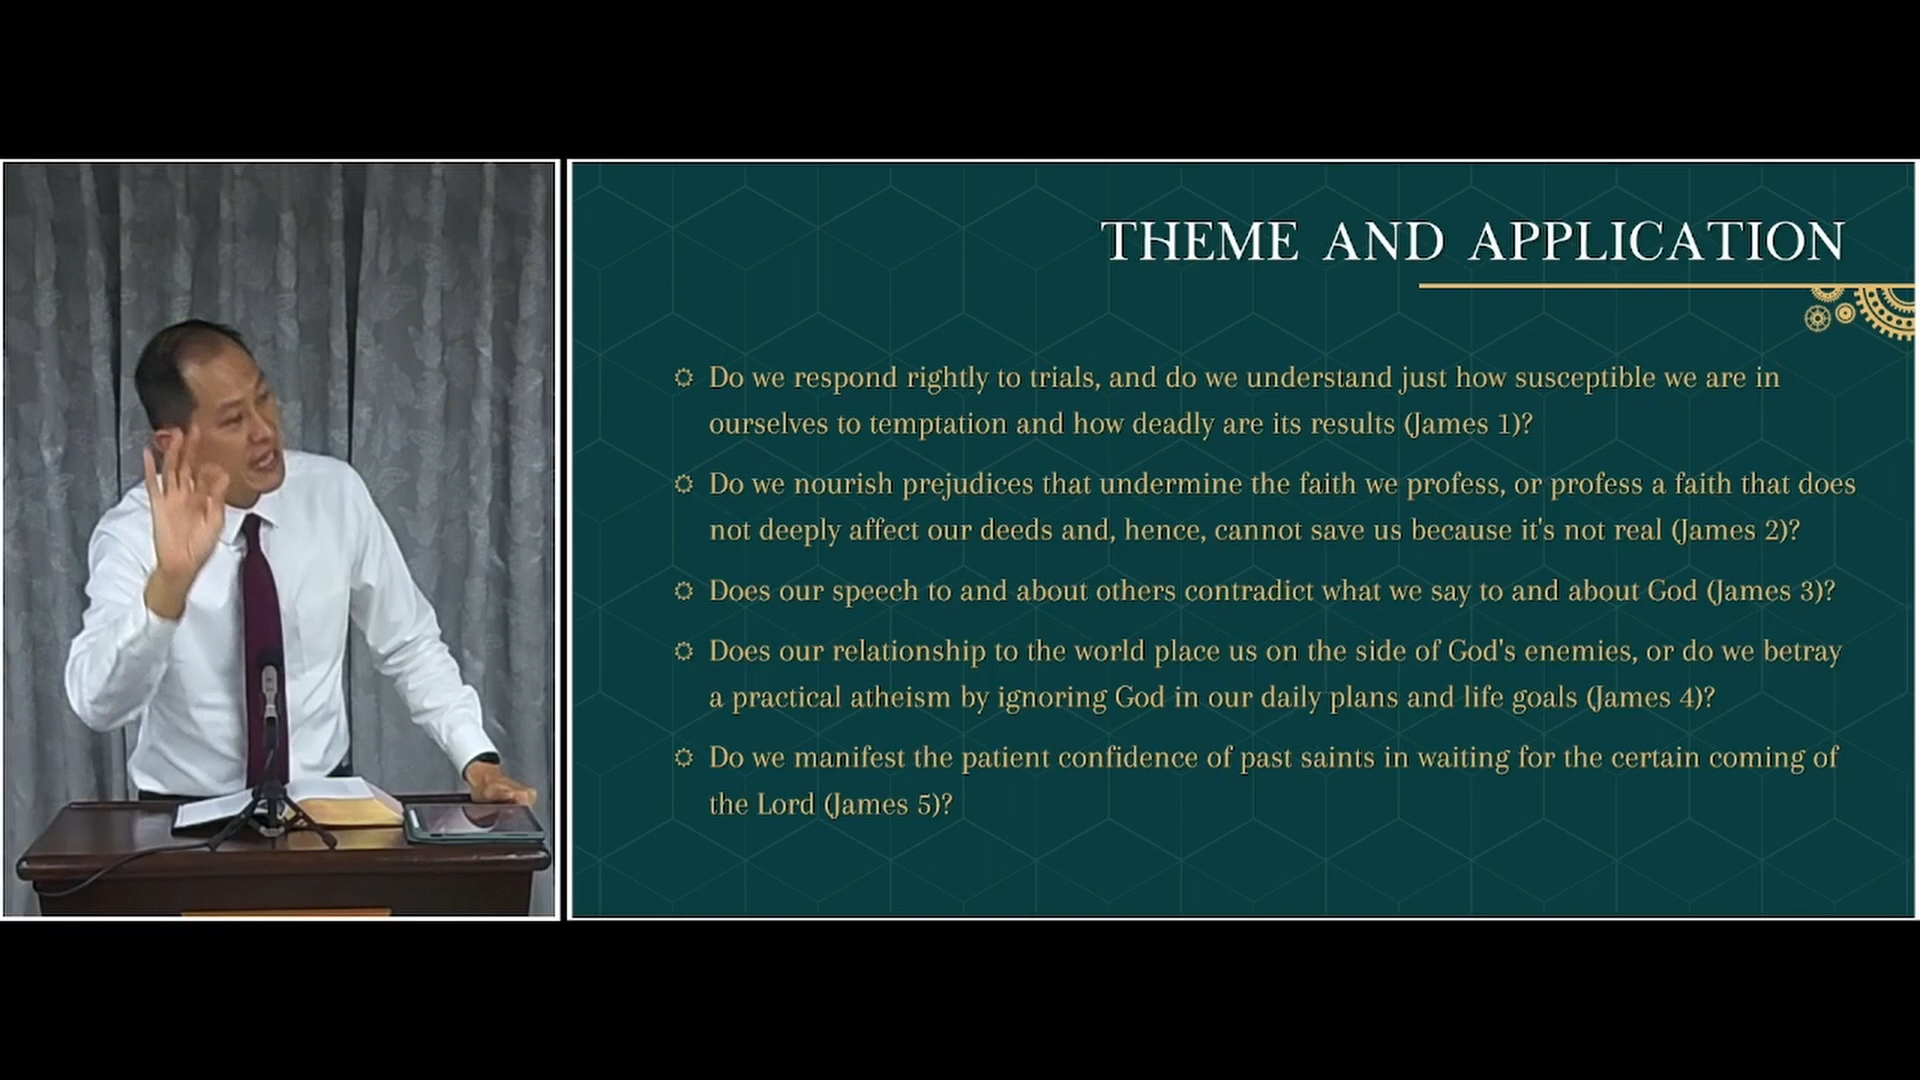 THEME AND APPLICATION
Do we respond rightly to trials, and do we understand just how susceptible we are in
ourselves to temptation and how deadly are its results (James 1)?
Do we nourish prejudices that undermine the faith we profess, or profess a faith that does
not deeply affect our deeds and, hence, cannot save us because it's not real (James 2)?
Does our speech to and about others contradict what we say to and about God (James 3)?
Does our relationship to the world place us on the side of God's enemies, or do we betray
a practical atheism by ignoring God in our daily plans and life goals (James 4)?
Do we manifest the patient confidence of past saints in waiting for the certain coming of
the Lord (James 5)?